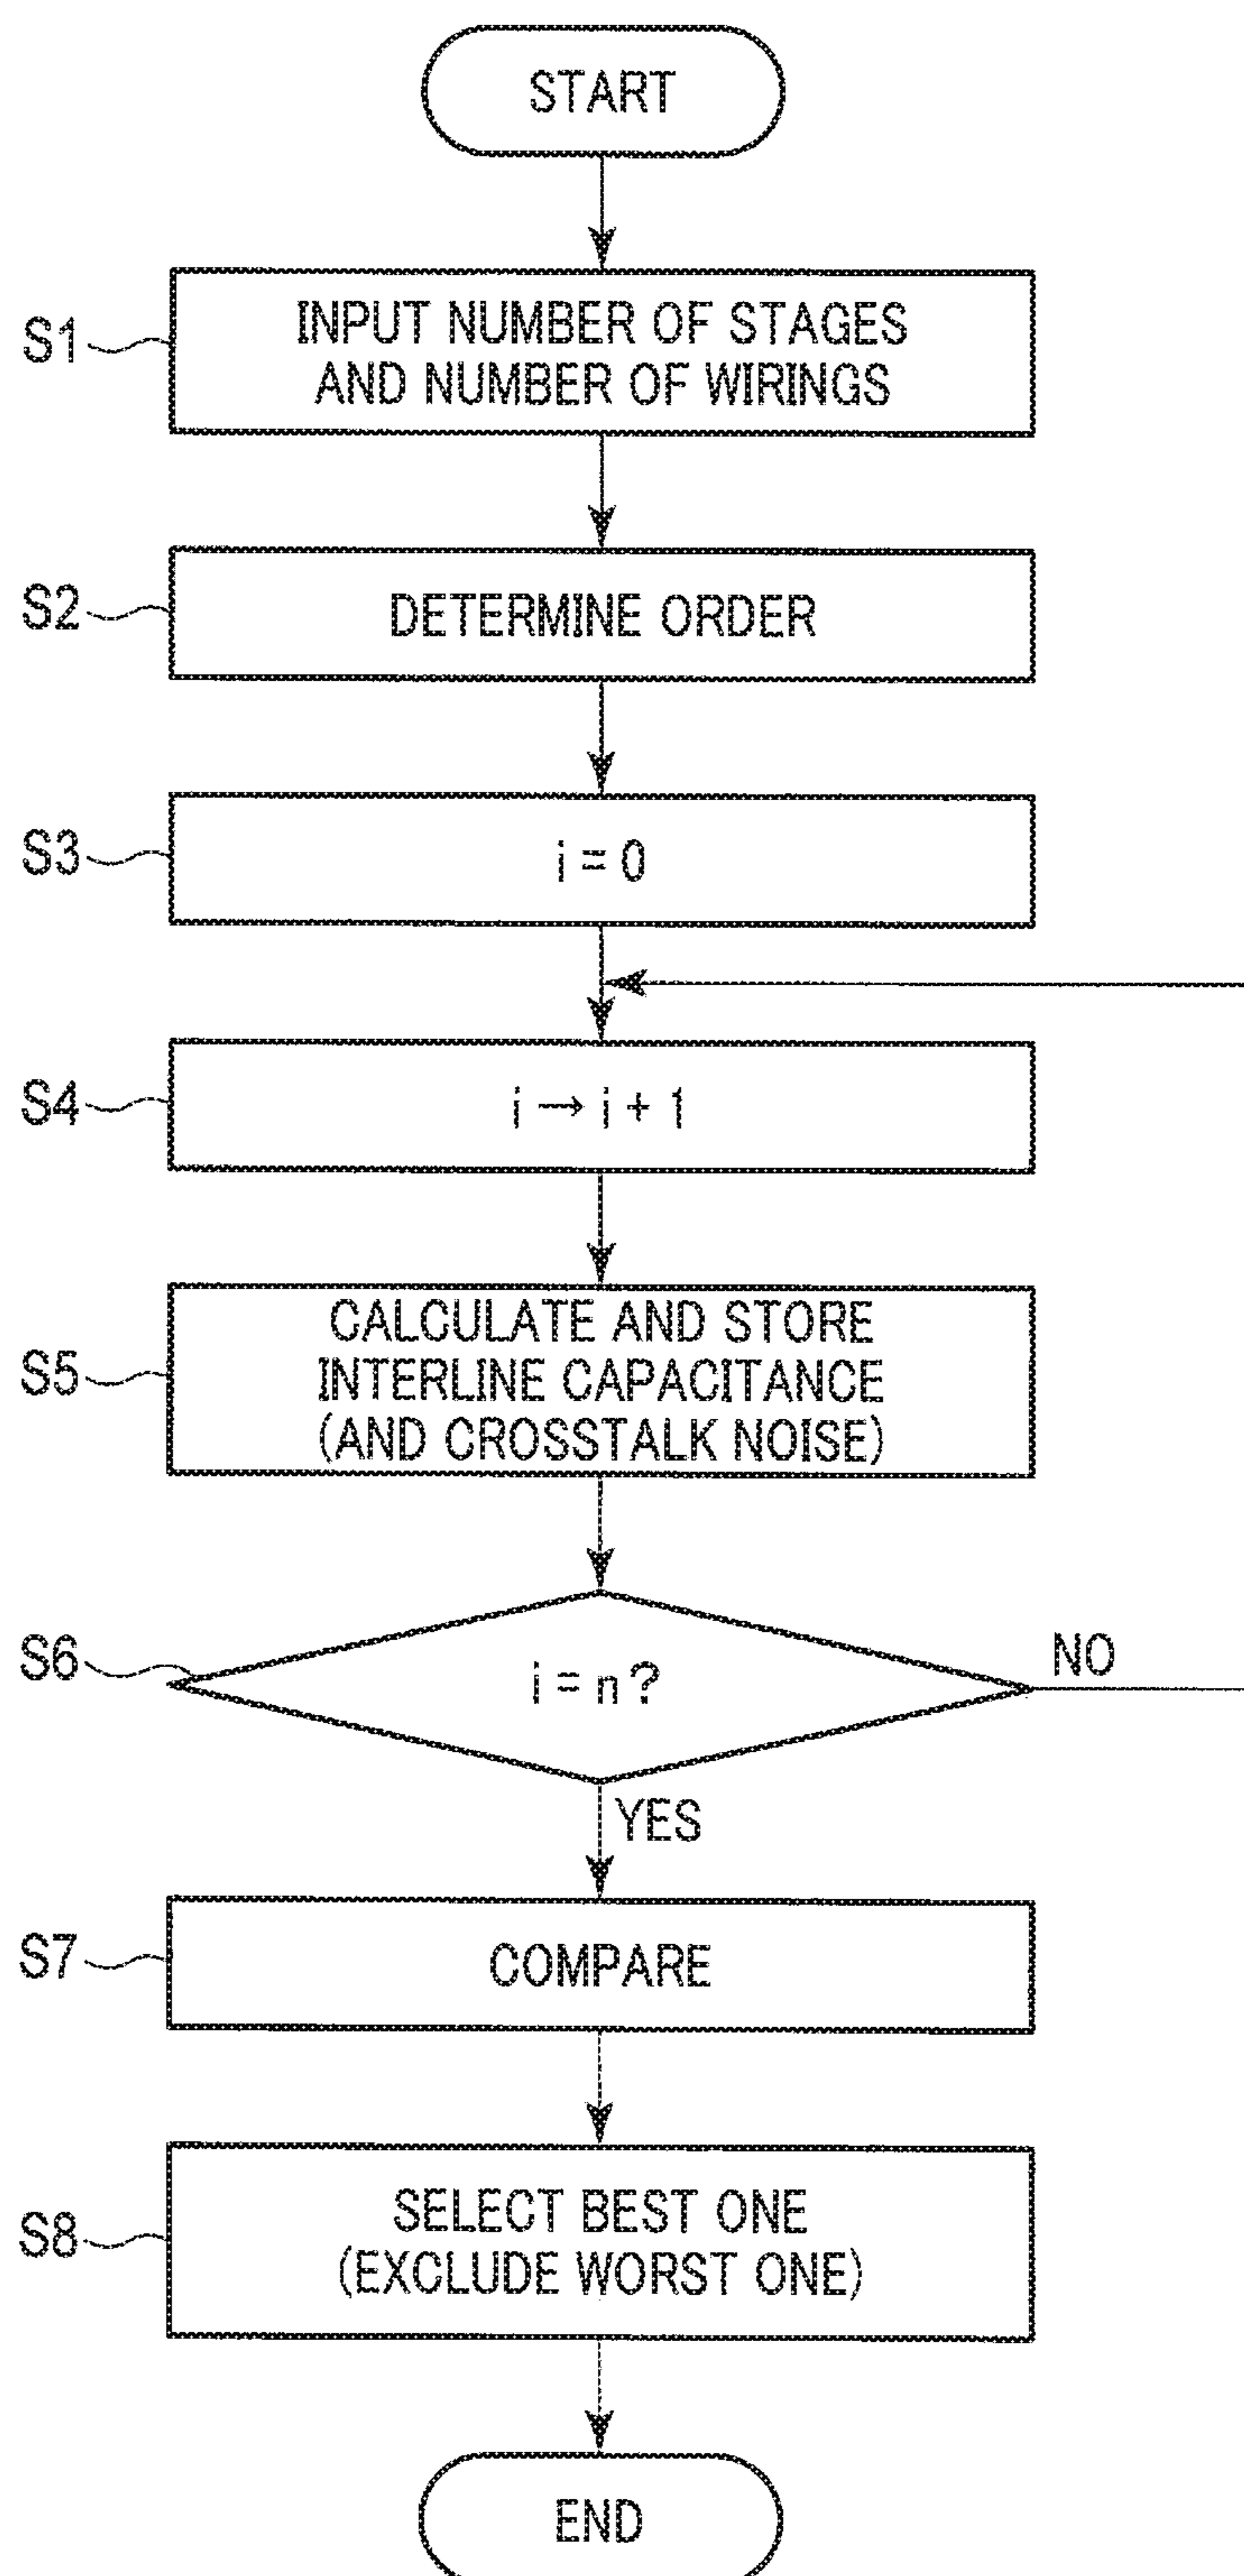 START
S1
INPUT NUMBER OF STAGES
AND NUMBER OF WIRINGS
S2
DETERMINE ORDER
S3
i = 0
S4
i → i + 1
S5
CALCULATE AND STORE
INTERLINE CAPACITANCE
(AND CROSSTALK NOISE)
S6
i = n ?
NO
YES
S7
COMPARE
S8
SELECT BEST ONE
(EXCLUDE WORST ONE)
END